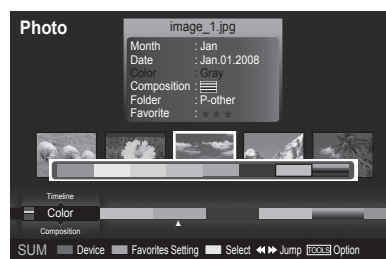 Photo
image_1.jpg
Month : Jan
Date : Jan.01.2008
Color : Gray
Composition :
Folder : P-other
Favorite : ★★★
Timeline
Color
Composition
SUM Device Favorites Setting Select ◀◀ ▶▶ Jump TOOLS Option